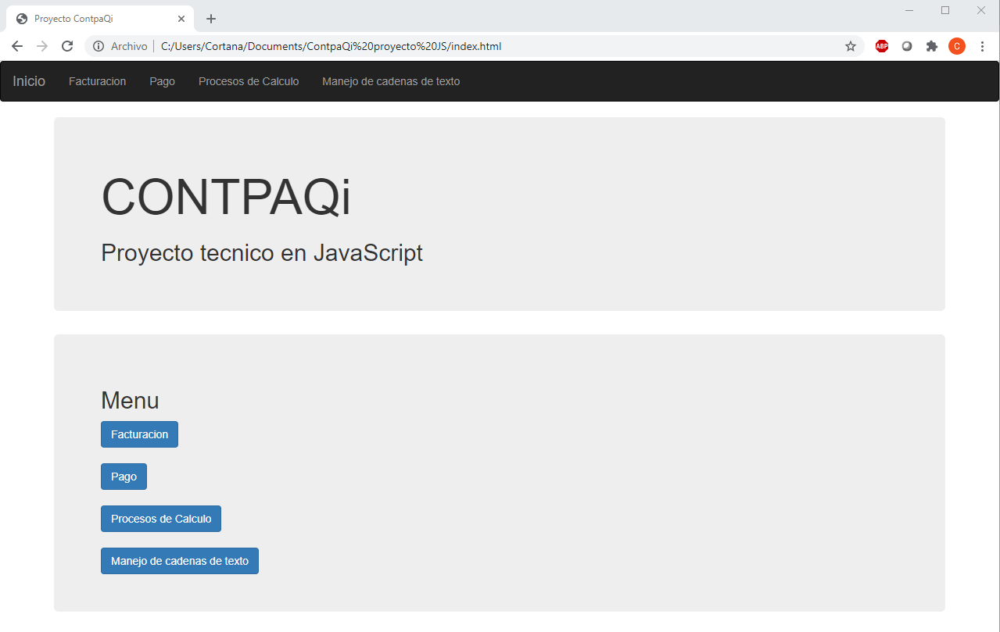 Proyecto ContpaQi
Archivo C:/Users/Cortana/Documents/ContpaQi%20proyecto%20JS/index.html
ABP
C
Inicio Facturacion Pago Procesos de Calculo Manejo de cadenas de texto
CONTPAQi
Proyecto tecnico en JavaScript
Menu
Facturacion
Pago
Procesos de Calculo
Manejo de cadenas de texto